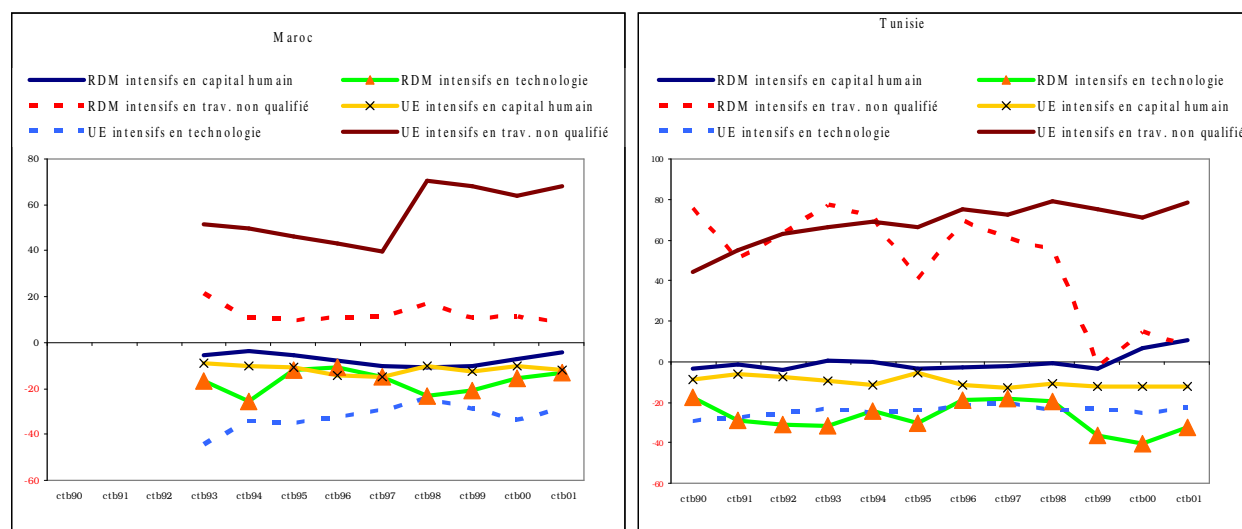 Maroc
RDM intensifs en capital humain
RDM intensifs en technologie
RDM intensifs en trav. non qualifié
UE intensifs en capital humain
UE intensifs en technologie
UE intensifs en trav. non qualifié
80
60
40
20
0
-20
-40
-60
ctb90 ctb91 ctb92 ctb93 ctb94 ctb95 ctb96 ctb97 ctb98 ctb99 ctb00 ctb01
Tunisie
RDM intensifs en capital humain
RDM intensifs en technologie
RDM intensifs en trav. non qualifié
UE intensifs en capital humain
UE intensifs en technologie
UE intensifs en trav. non qualifié
100
80
60
40
20
0
-20
-40
-60
ctb90 ctb91 ctb92 ctb93 ctb94 ctb95 ctb96 ctb97 ctb98 ctb99 ctb00 ctb01